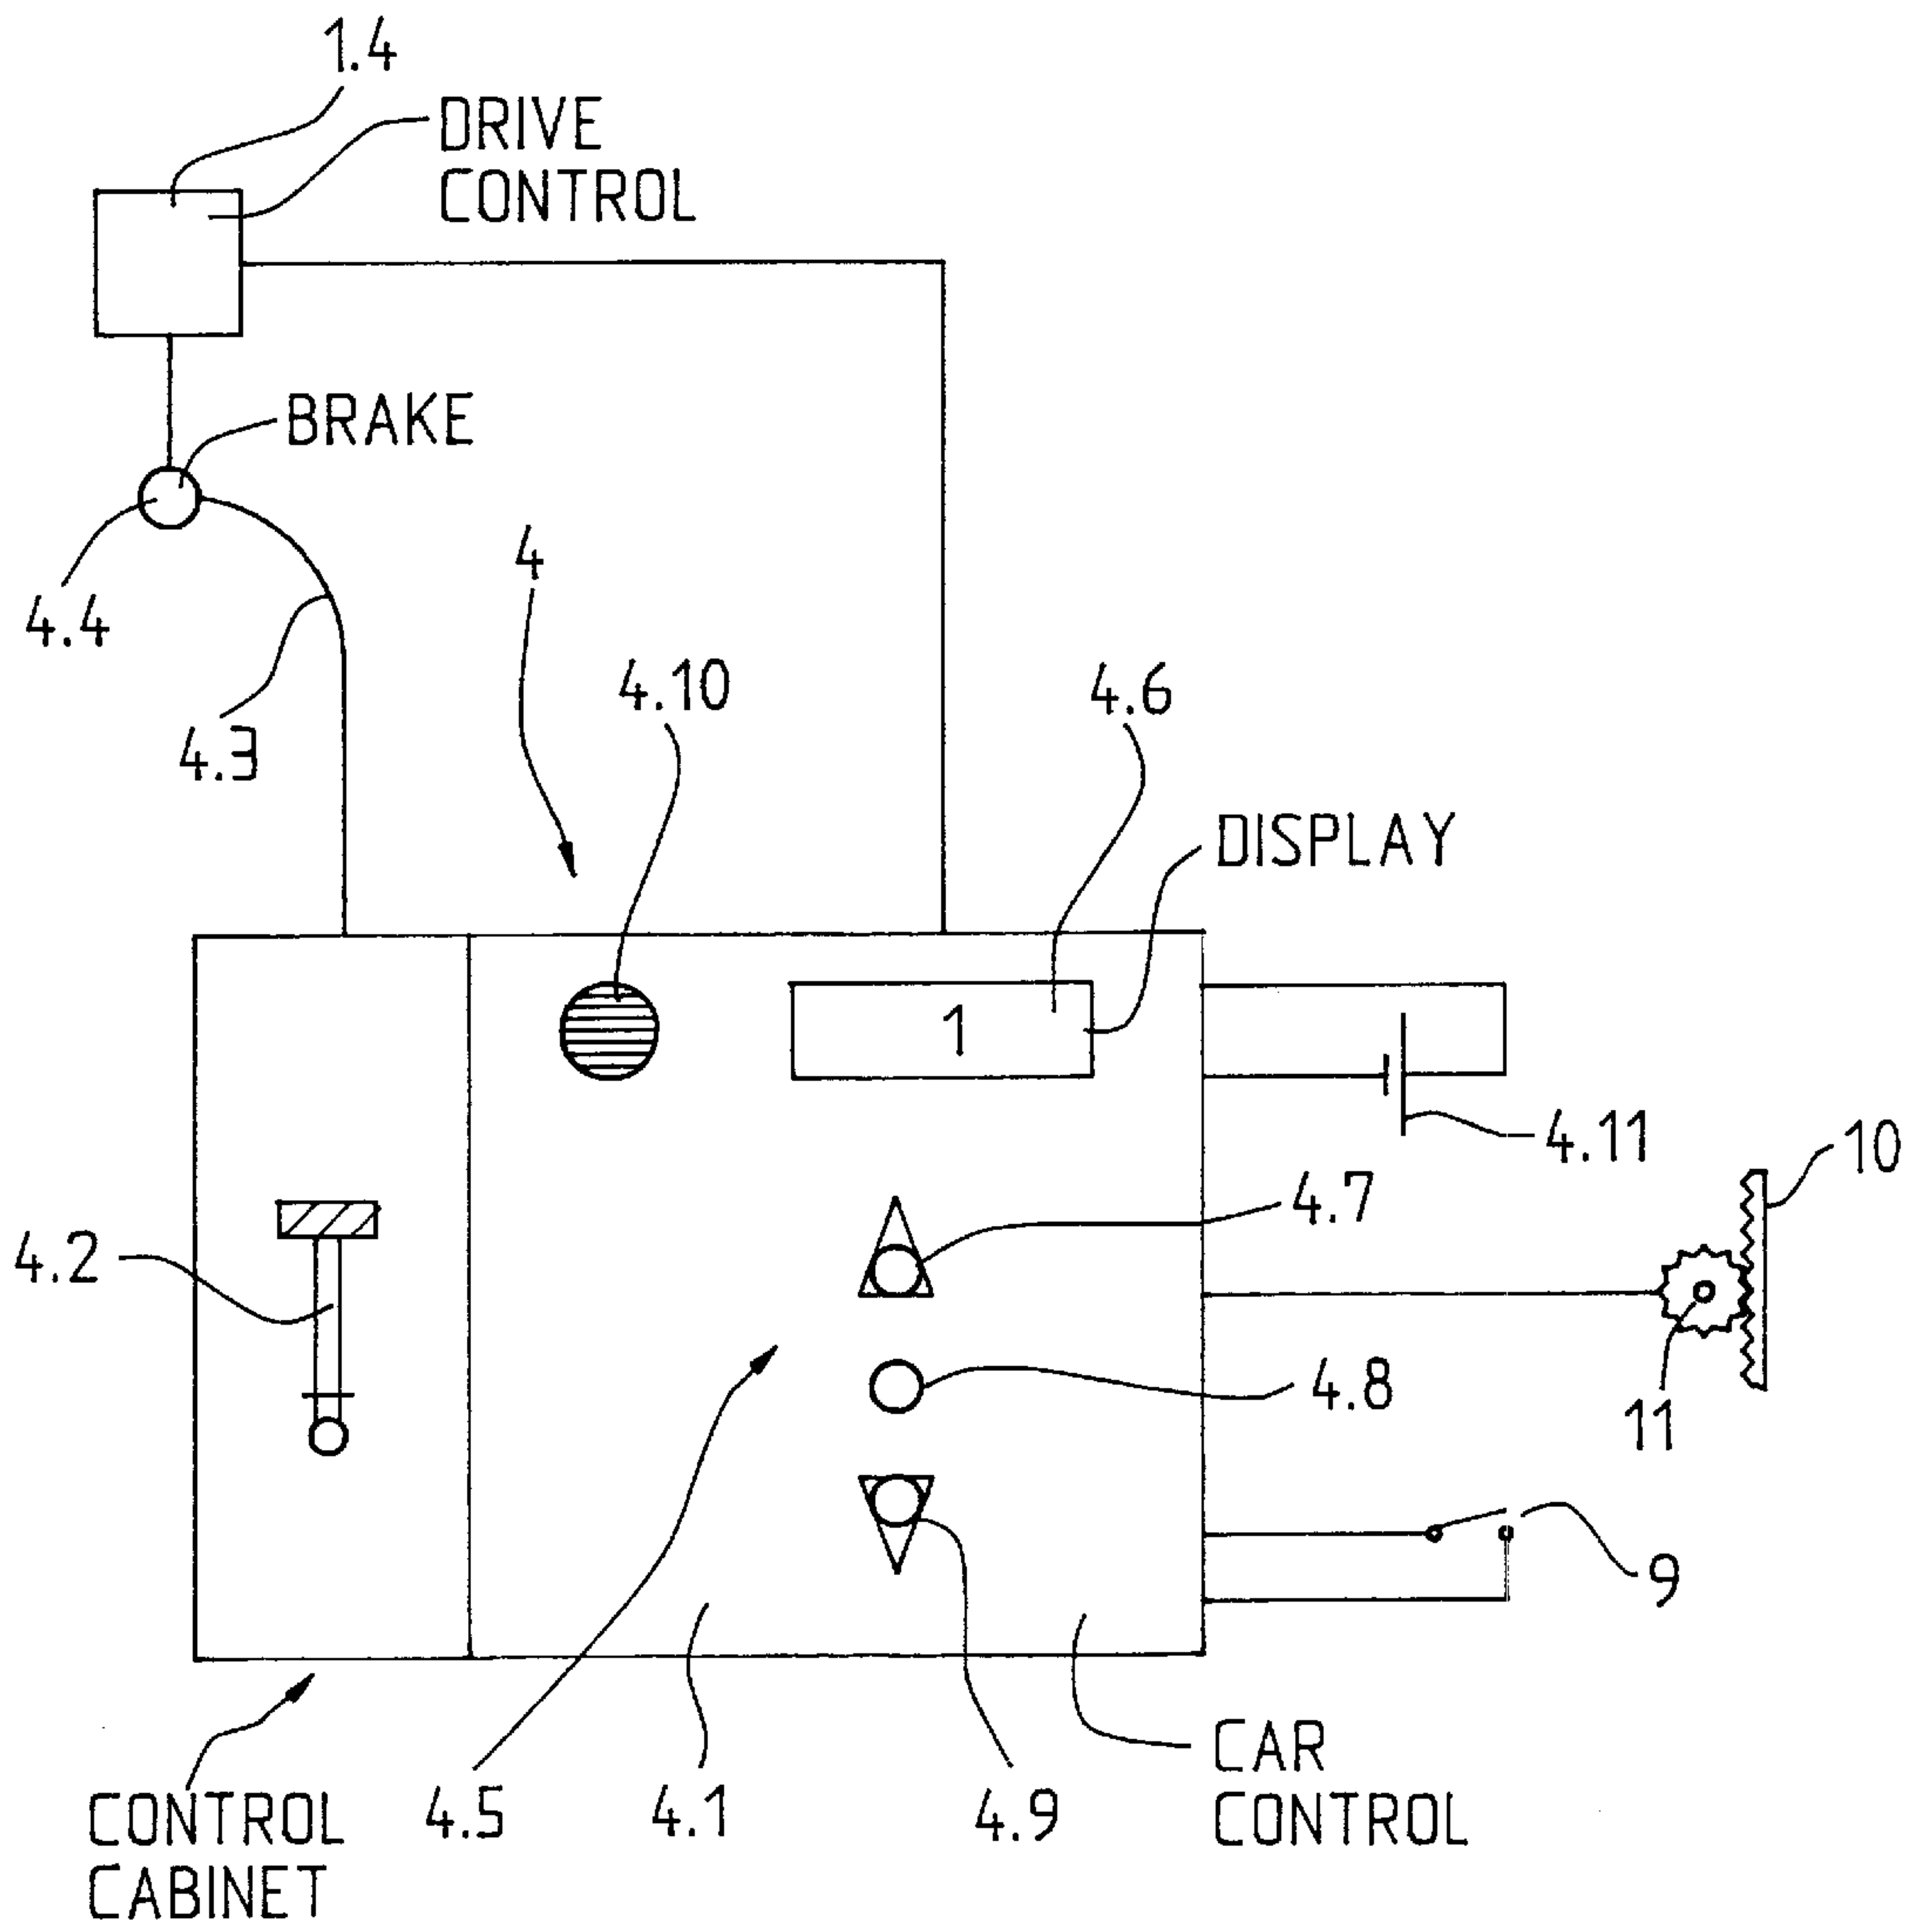 1.4
DRIVE
CONTROL
BRAKE
4.4
4.3
4
4.10
4.6
DISPLAY
1
4.11
10
4.7
4.2
4.8
11
9
4.5
4.1
4.9
CAR
CONTROL
CONTROL
CABINET